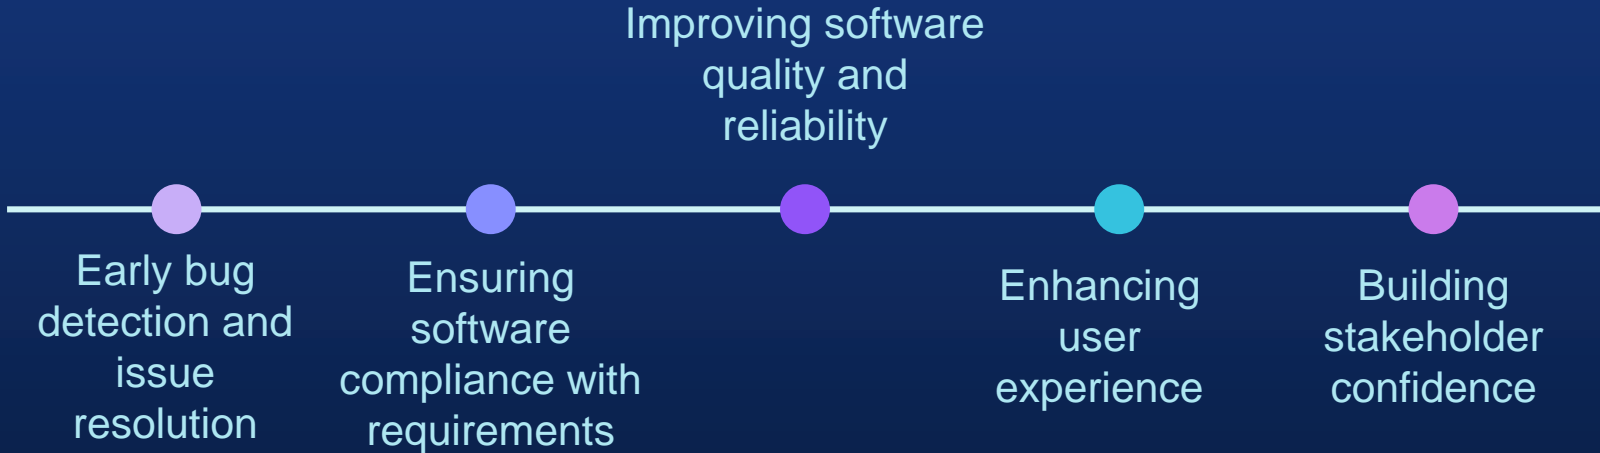 Improving software
quality and
reliability
Early bug
detection and
issue
resolution
Ensuring
software
compliance with
requirements
Enhancing
user
experience
Building
stakeholder
confidence